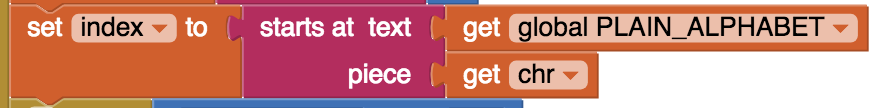 set index to starts at text get global PLAIN_ALPHABET
piece get chr